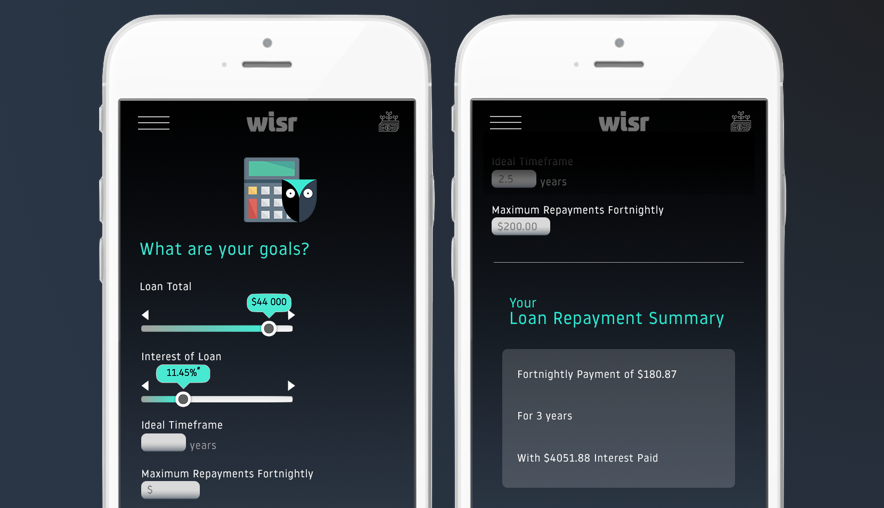 wisr
What are your goals?
Loan Total
$44 000
Interest of Loan
11.45%*
Ideal Timeframe
years
Maximum Repayments Fortnightly
$
wisr
Ideal Timeframe
2.5 years
Maximum Repayments Fortnightly
$200.00
Your
Loan Repayment Summary
Fortnightly Payment of $180.87
For 3 years
With $4051.88 Interest Paid